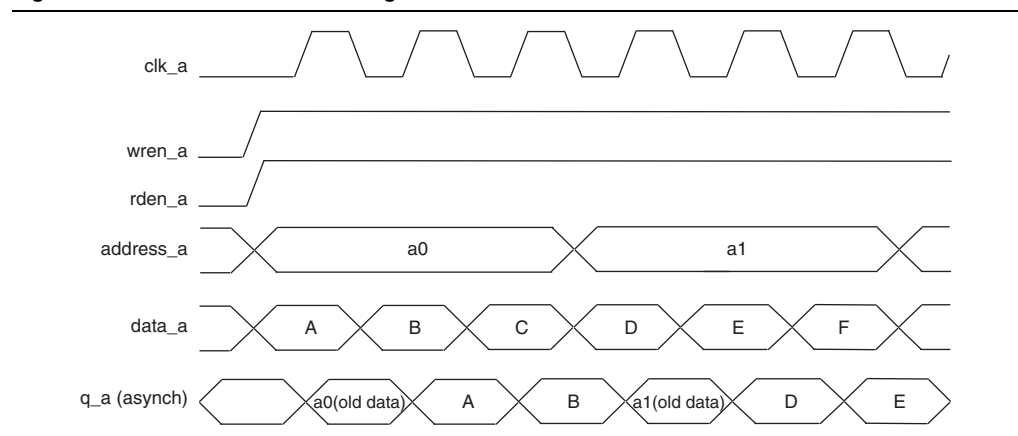 clk_a
wren_a
rden_a
address_a a0 a1
data_a A B C D E F
q_a (asynch) a0(old data) A B a1(old data) D E